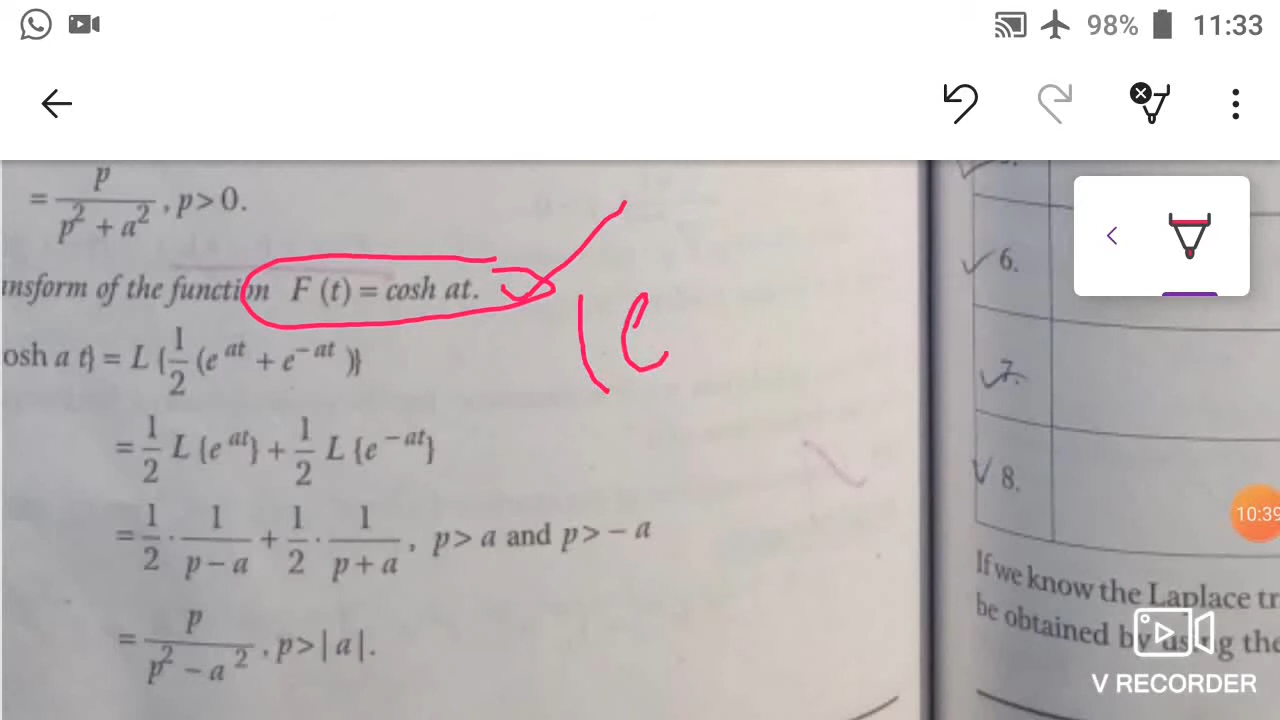 98% 11:33
= p / p² + a² , p > 0.
nsform of the function F (t) = cosh at.
osh a t} = L {1/2 (e^at + e^-at)}
= 1/2 L {e^at} + 1/2 L {e^-at}
= 1/2 · 1/p - a + 1/2 · 1/p + a , p > a and p > - a
= p / p² - a² , p > | a |.
(e
6.
7.
8.
10:39
If we know the Laplace tr
be obtained by using the
V RECORDER